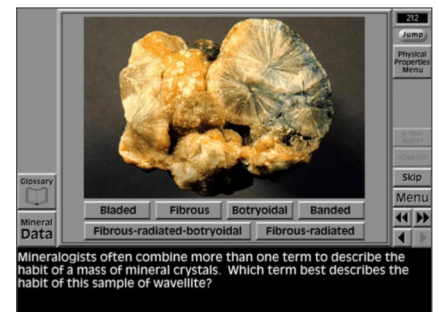 212
Jump
Physical
Properties
Menu
Skip
Glossary
Menu
Mineral
Data
Bladed
Fibrous
Botryoidal
Banded
Fibrous-radiated-botryoidal
Fibrous-radiated
Mineralogists often combine more than one term to describe the
habit of a mass of mineral crystals. Which term best describes the
habit of this sample of wavellite?